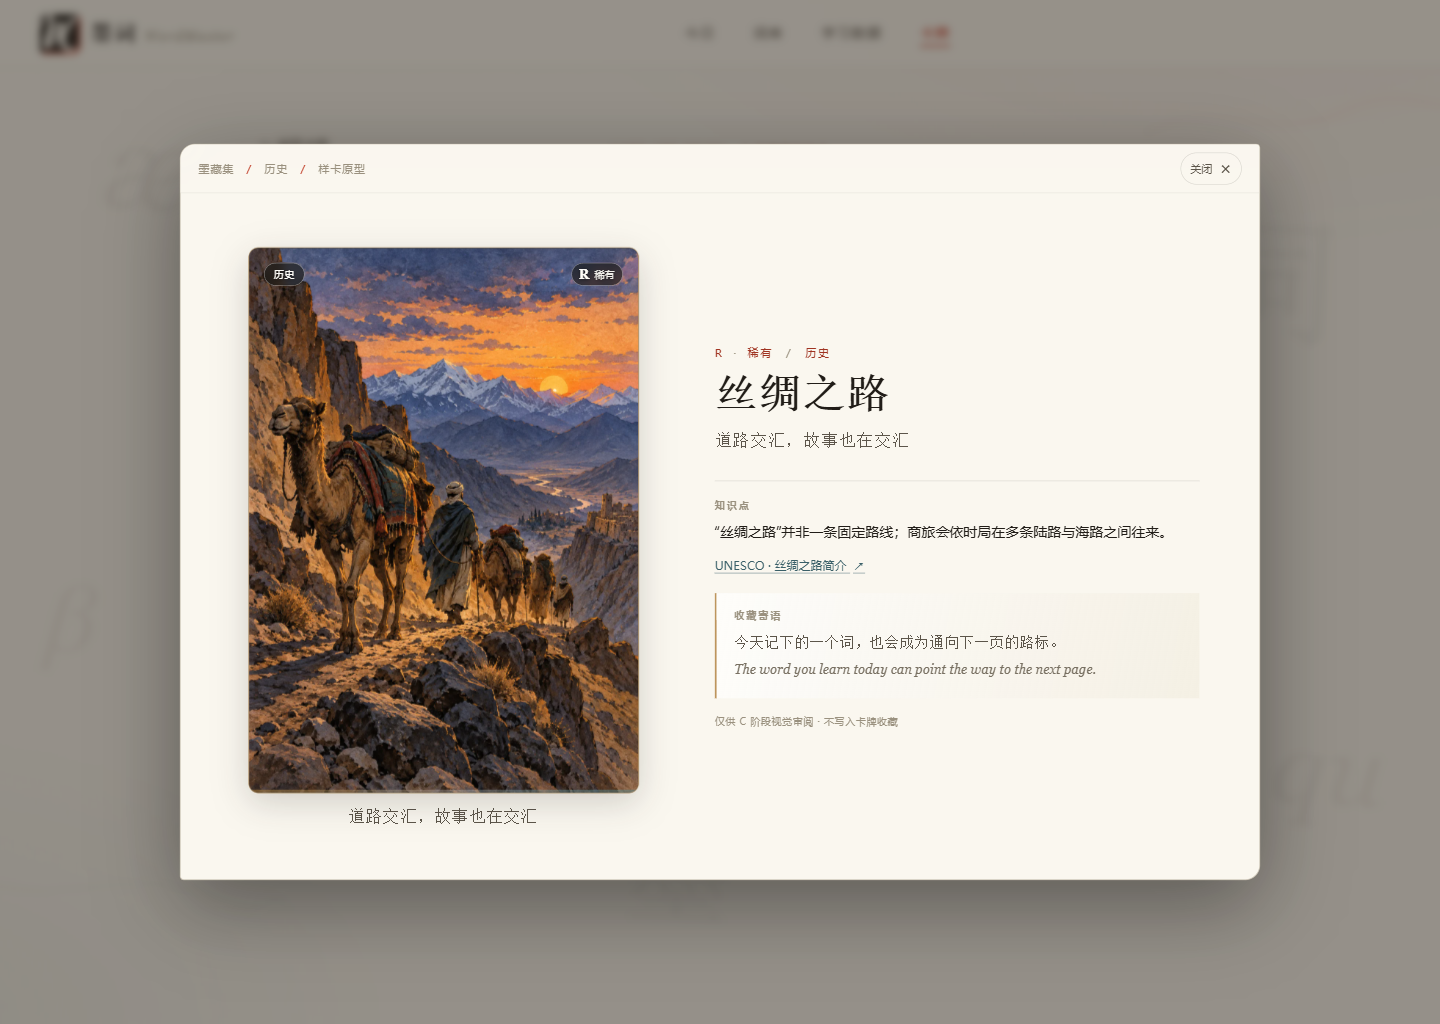 墨藏集 / 历史 / 样卡原型
关闭 ×
历史
R 稀有
道路交汇，故事也在交汇
R · 稀有 / 历史
丝绸之路
道路交汇，故事也在交汇
知识点
“丝绸之路”并非一条固定路线；商旅会依时局在多条陆路与海路之间往来。
UNESCO · 丝绸之路简介 ↗
收藏寄语
今天记下的一个词，也会成为通向下一页的路标。
The word you learn today can point the way to the next page.
仅供 C 阶段视觉审阅 · 不写入卡牌收藏